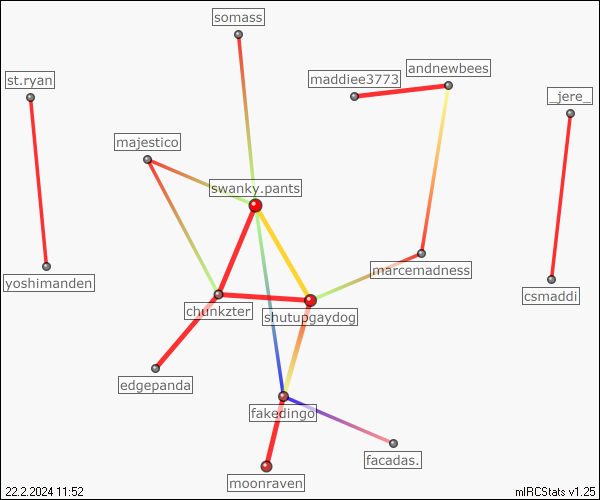 somass
andnewbees
maddiee3773
st.ryan
_jere_
majestico
swanky.pants
marcemadness
yoshimanden
csmaddi
chunkzter
shutupgaydog
edgepanda
fakedingo
facadas.
moonraven
22.2.2024 11:52
mIRCStats v1.25